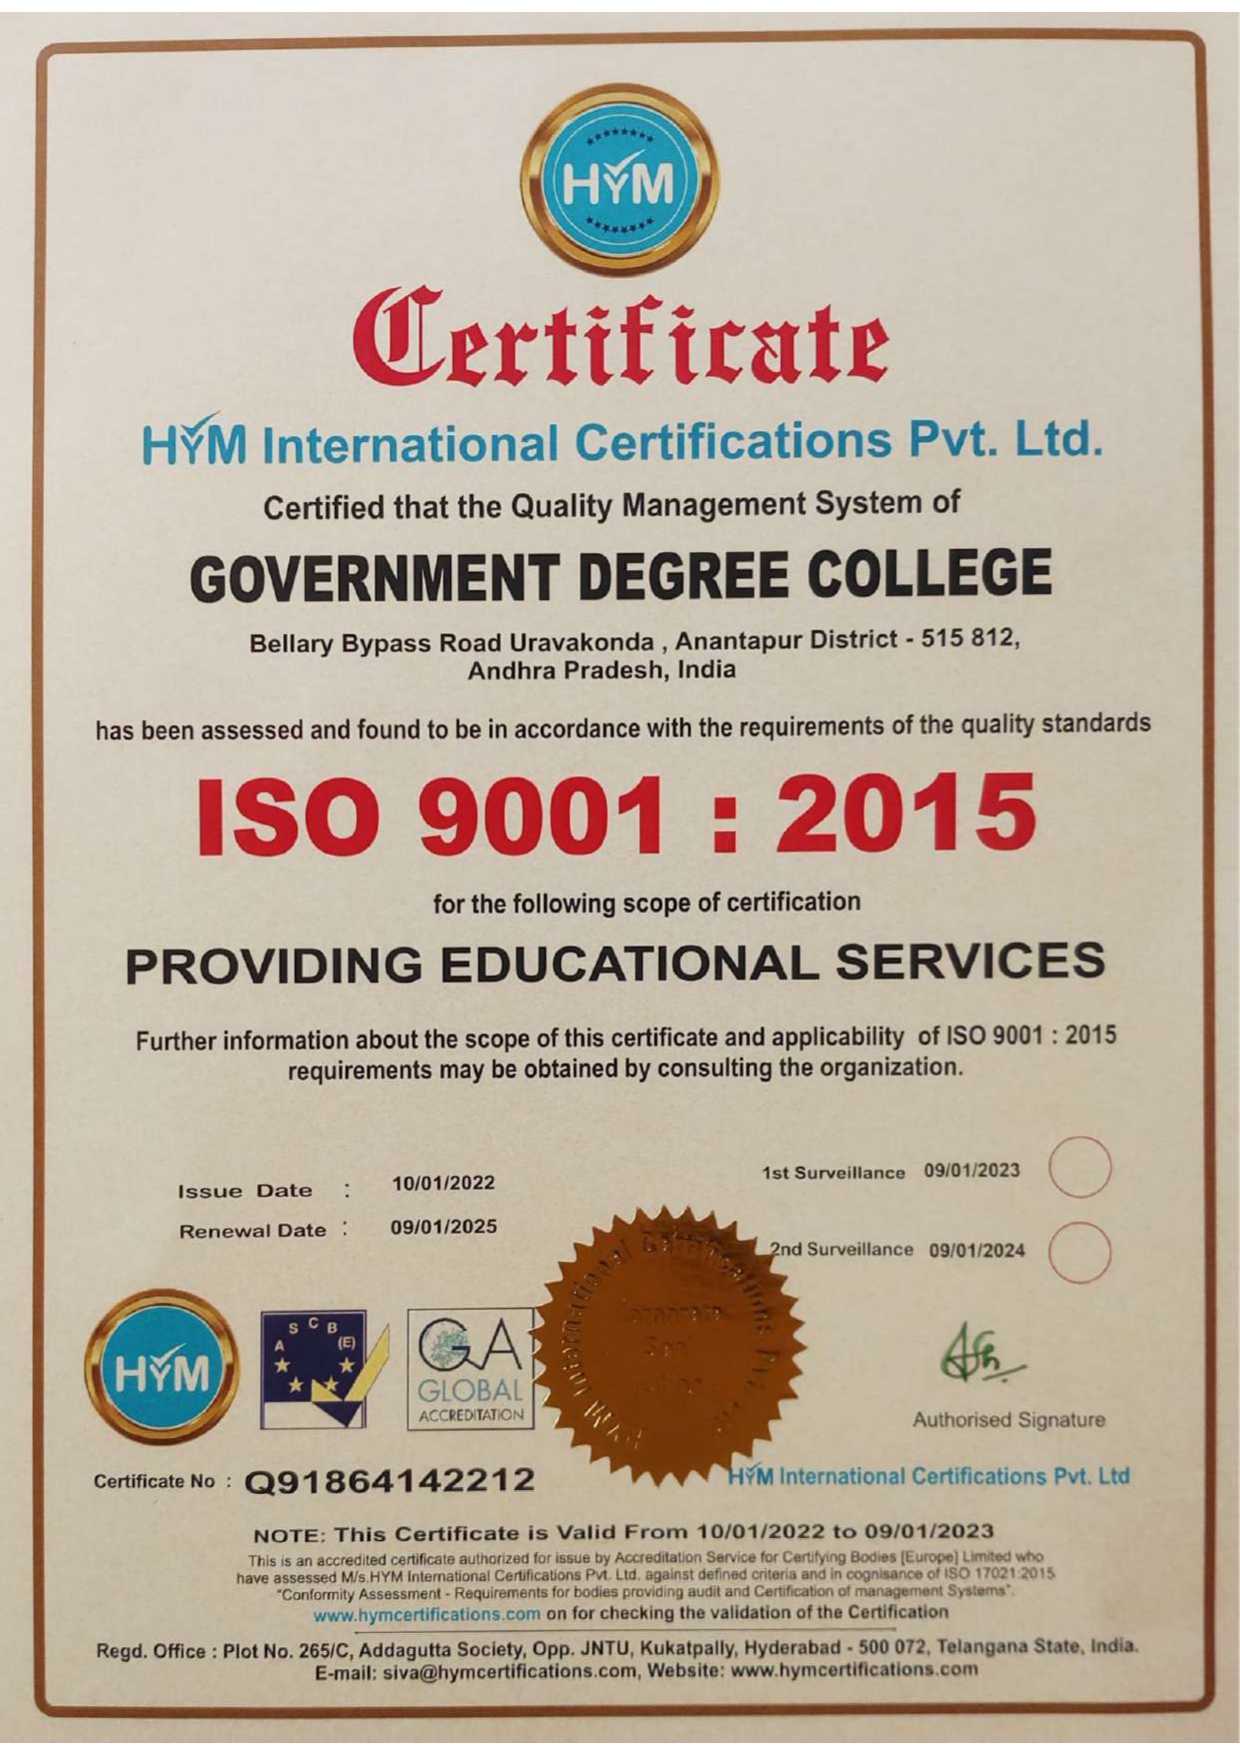 HYM
Certificate
HYM International Certifications Pvt. Ltd.
Certified that the Quality Management System of
GOVERNMENT DEGREE COLLEGE
Bellary Bypass Road Uravakonda , Anantapur District - 515 812,
Andhra Pradesh, India
has been assessed and found to be in accordance with the requirements of the quality standards
ISO 9001 : 2015
for the following scope of certification
PROVIDING EDUCATIONAL SERVICES
Further information about the scope of this certificate and applicability of ISO 9001 : 2015
requirements may be obtained by consulting the organization.
Issue Date : 10/01/2022
Renewal Date : 09/01/2025
1st Surveillance 09/01/2023
2nd Surveillance 09/01/2024
HYM
A S C B (E)
GA
GLOBAL
ACCREDITATION
International Certifications Pvt
HYM
Corporate
Authorised Signature
Certificate No : Q91864142212
HYM International Certifications Pvt. Ltd
NOTE: This Certificate is Valid From 10/01/2022 to 09/01/2023
This is an accredited certificate authorized for issue by Accreditation Service for Certifying Bodies [Europe] Limited who
have assessed M/s.HYM International Certifications Pvt. Ltd. against defined criteria and in cognisance of ISO 17021:2015
"Conformity Assessment - Requirements for bodies providing audit and Certification of management Systems".
www.hymcertifications.com on for checking the validation of the Certification
Regd. Office : Plot No. 265/C, Addagutta Society, Opp. JNTU, Kukatpally, Hyderabad - 500 072, Telangana State, India.
E-mail: siva@hymcertifications.com, Website: www.hymcertifications.com